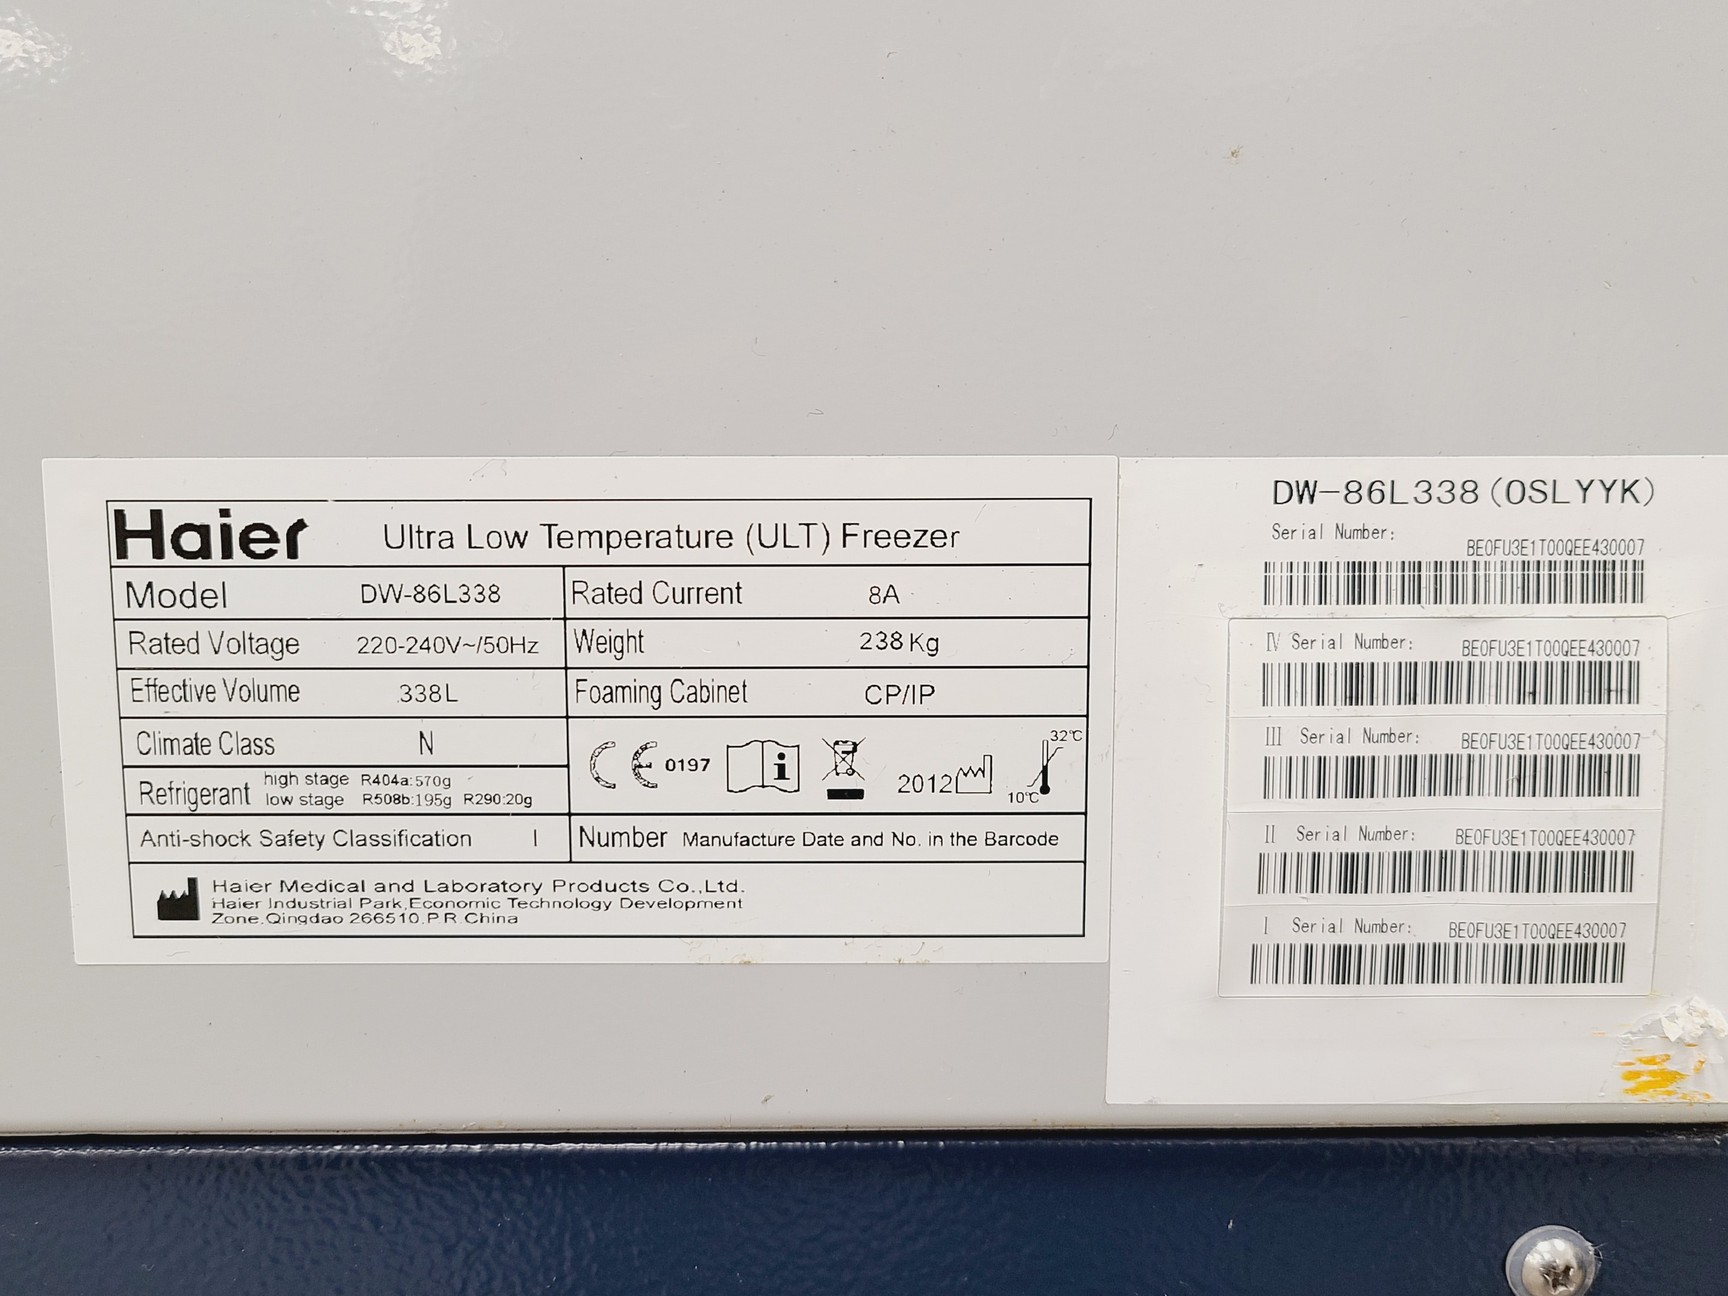 Haier Ultra Low Temperature (ULT) Freezer
Model DW-86L338 Rated Current 8A
Rated Voltage 220-240V~/50Hz Weight 238Kg
Effective Volume 338L Foaming Cabinet CP/IP
Climate Class N
CE 0197 i 2012 32℃ 10℃
Refrigerant high stage R404a:570g
low stage R508b:195g R290:20g
Anti-shock Safety Classification I Number Manufacture Date and No. in the Barcode
Haier Medical and Laboratory Products Co.,Ltd.
Haier Industrial Park,Economic Technology Development
Zone.Qingdao 266510.P R.China
DW-86L338(OSLYYK)
Serial Number:
BE0FU3E1T00QEE430007
IV Serial Number: BE0FU3E1T00QEE430007
III Serial Number: BE0FU3E1T00QEE430007
II Serial Number: BE0FU3E1T00QEE430007
I Serial Number: BE0FU3E1T00QEE430007